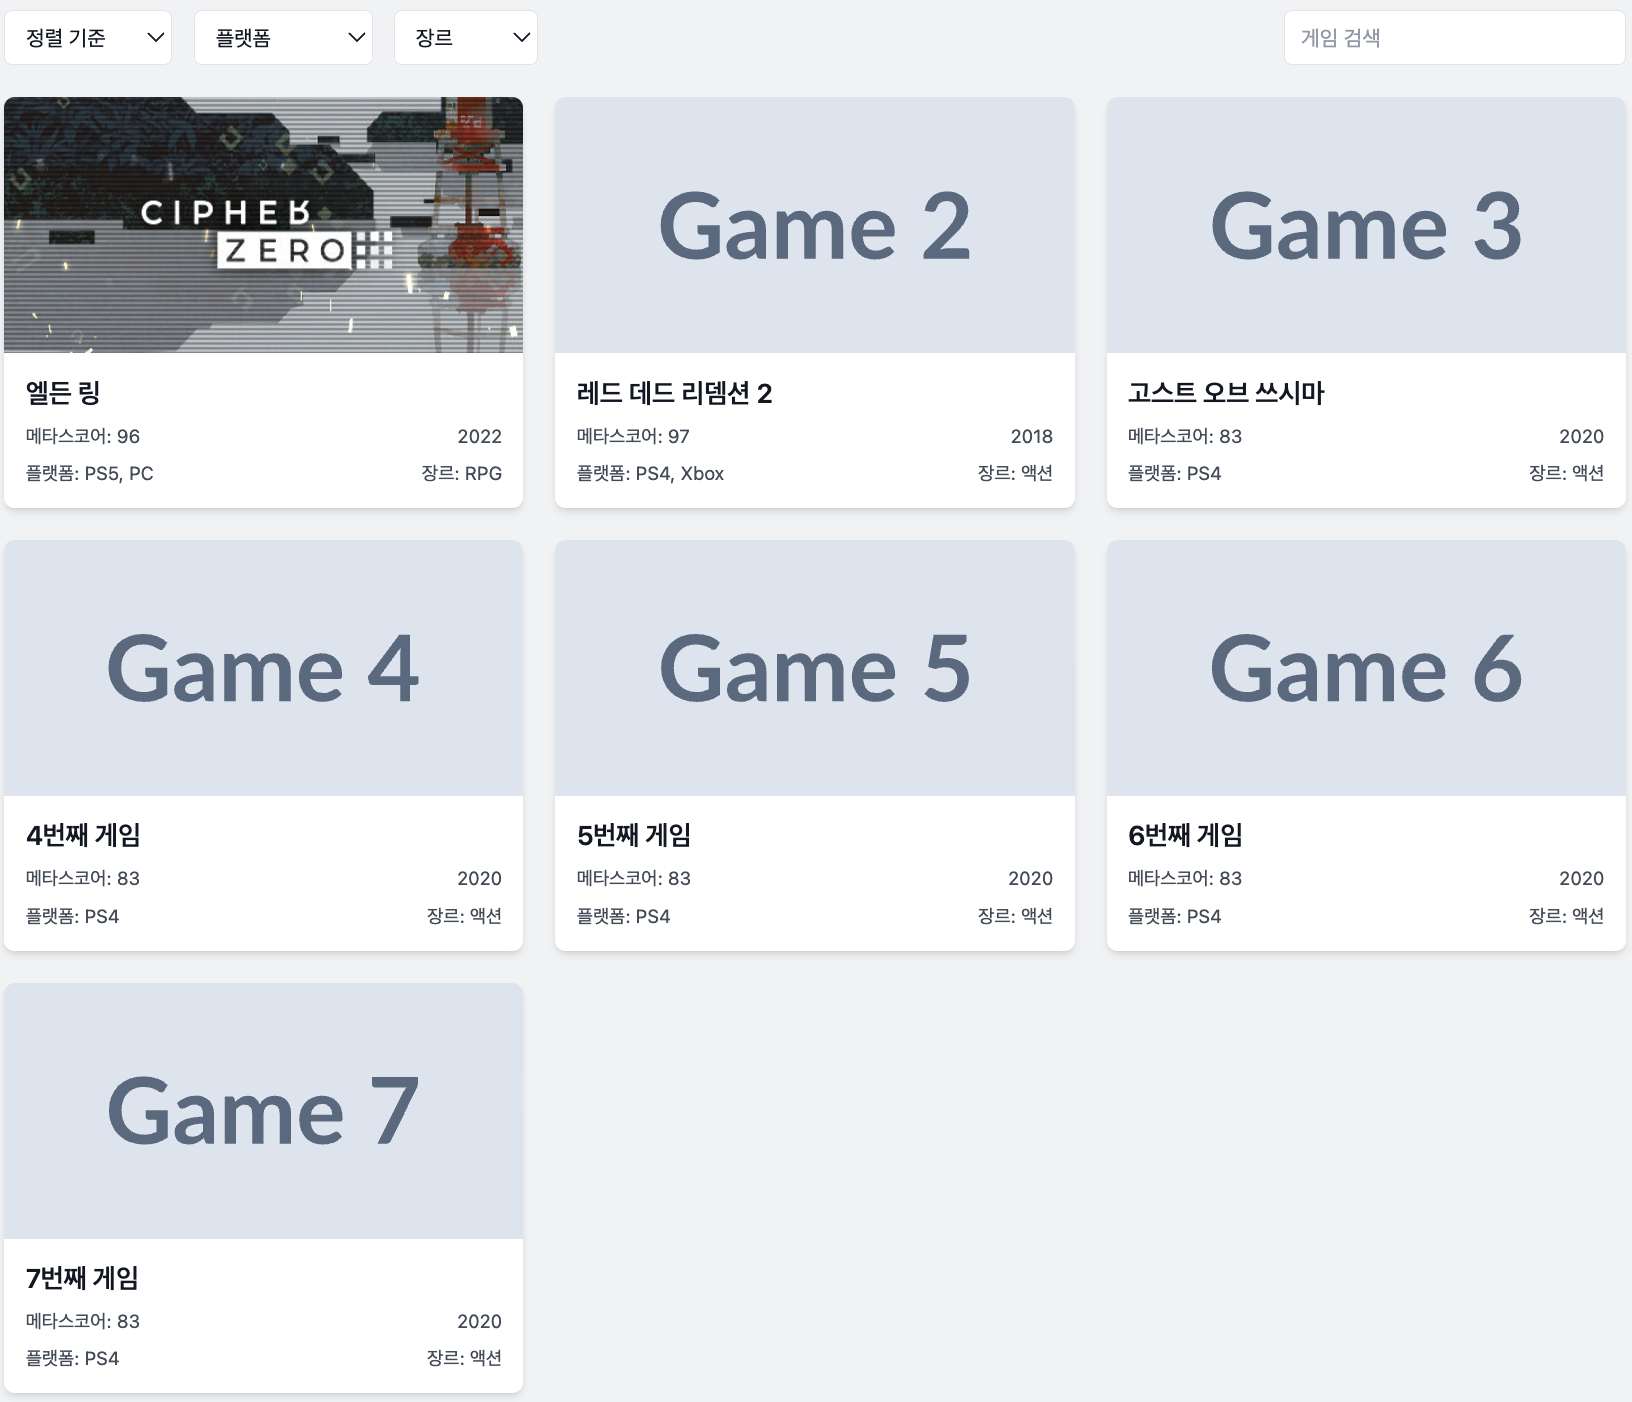 정렬 기준
플랫폼
장르
게임 검색
CIPHER
ZERO
Game 2
Game 3
엘든 링
메타스코어: 96
2022
플랫폼: PS5, PC
장르: RPG
레드 데드 리뎀션 2
메타스코어: 97
2018
플랫폼: PS4, Xbox
장르: 액션
고스트 오브 쓰시마
메타스코어: 83
2020
플랫폼: PS4
장르: 액션
Game 4
Game 5
Game 6
4번째 게임
메타스코어: 83
2020
플랫폼: PS4
장르: 액션
5번째 게임
메타스코어: 83
2020
플랫폼: PS4
장르: 액션
6번째 게임
메타스코어: 83
2020
플랫폼: PS4
장르: 액션
Game 7
7번째 게임
메타스코어: 83
2020
플랫폼: PS4
장르: 액션